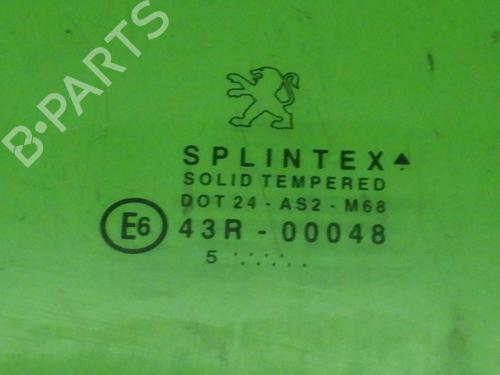 B-PARTS
SPLINTEX
SOLID TEMPERED
DOT 24 - AS2 - M68
E6 43R - 00048
5